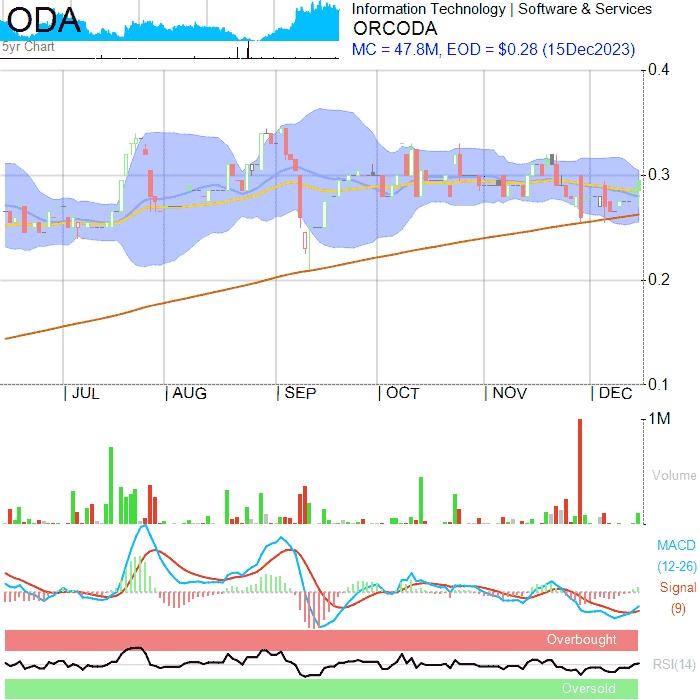 ODA
5yr Chart
Information Technology | Software & Services
ORCODA
MC = 47.8M, EOD = $0.28 (15Dec2023)
0.4
0.3
0.2
0.1
JUL
AUG
SEP
OCT
NOV
DEC
1M
Volume
MACD
(12-26)
Signal
(9)
Overbought
RSI(14)
Oversold